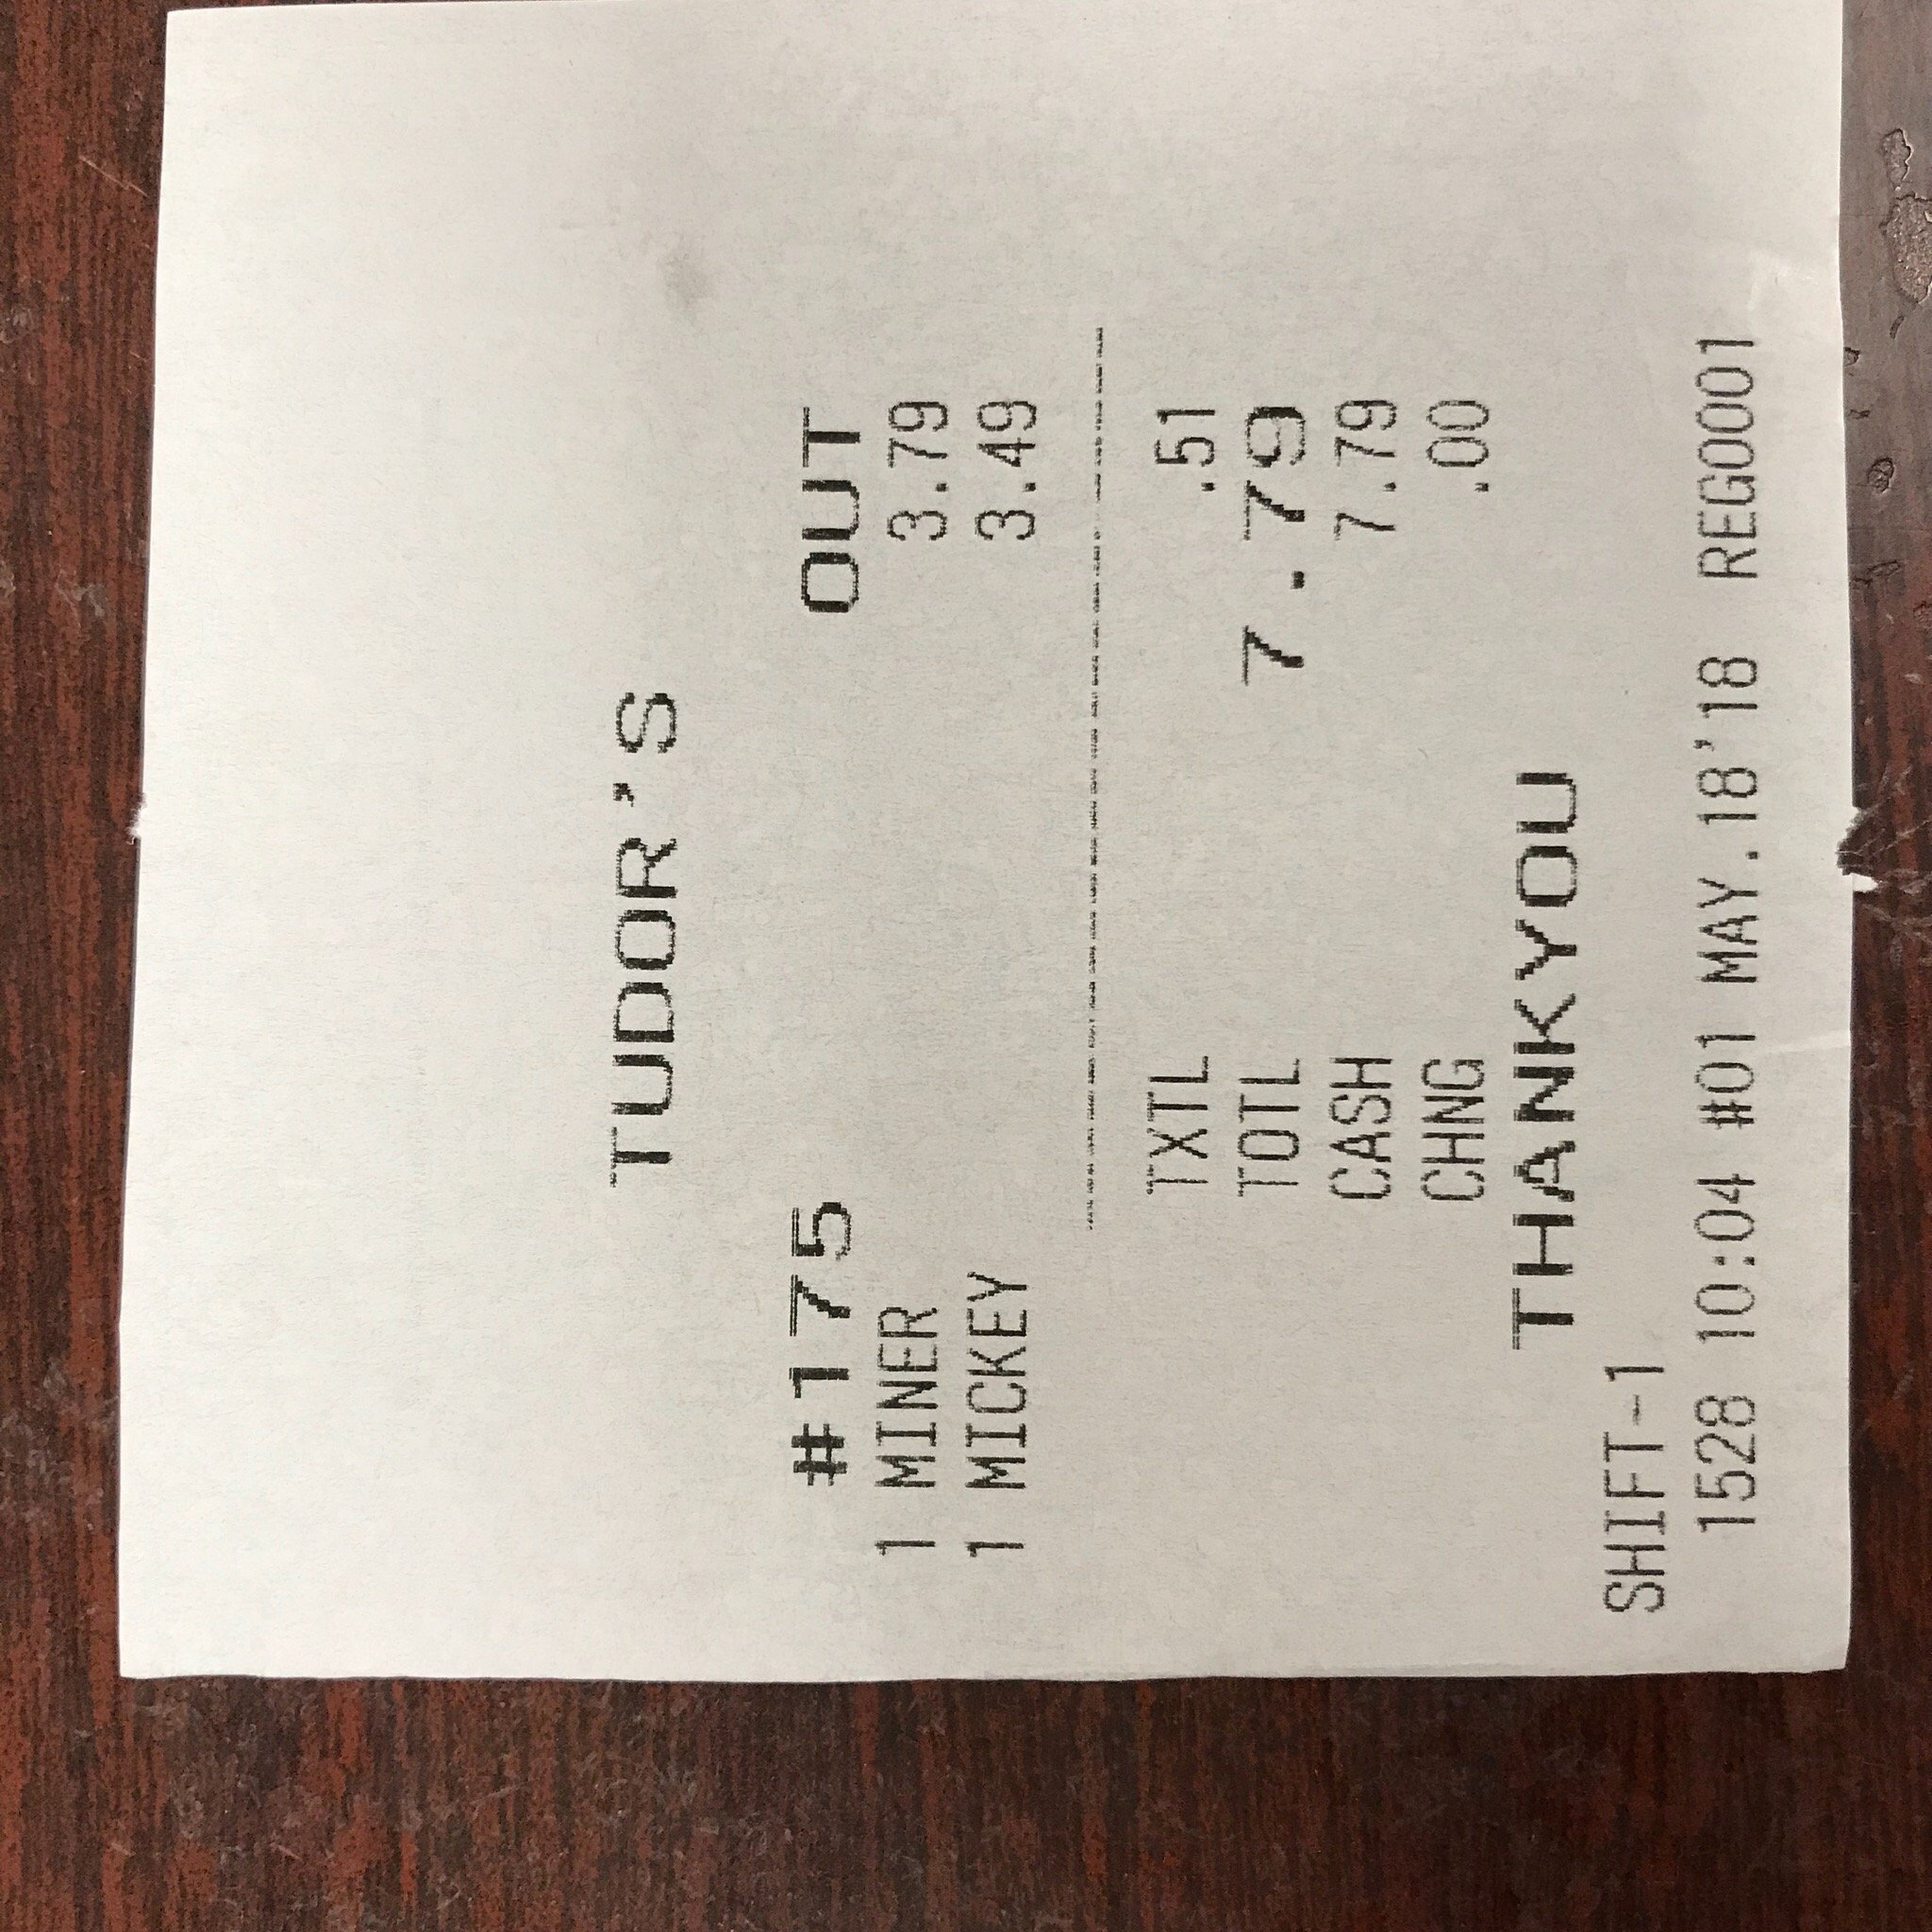 TUDOR'S
#175 OUT
1 MINER 3.79
1 MICKEY 3.49
TXTL .51
TOTL 7.79
CASH 7.79
CHNG .00
THANKYOU
SHIFT-1
1528 10:04 #01 MAY.18'18 REG0001